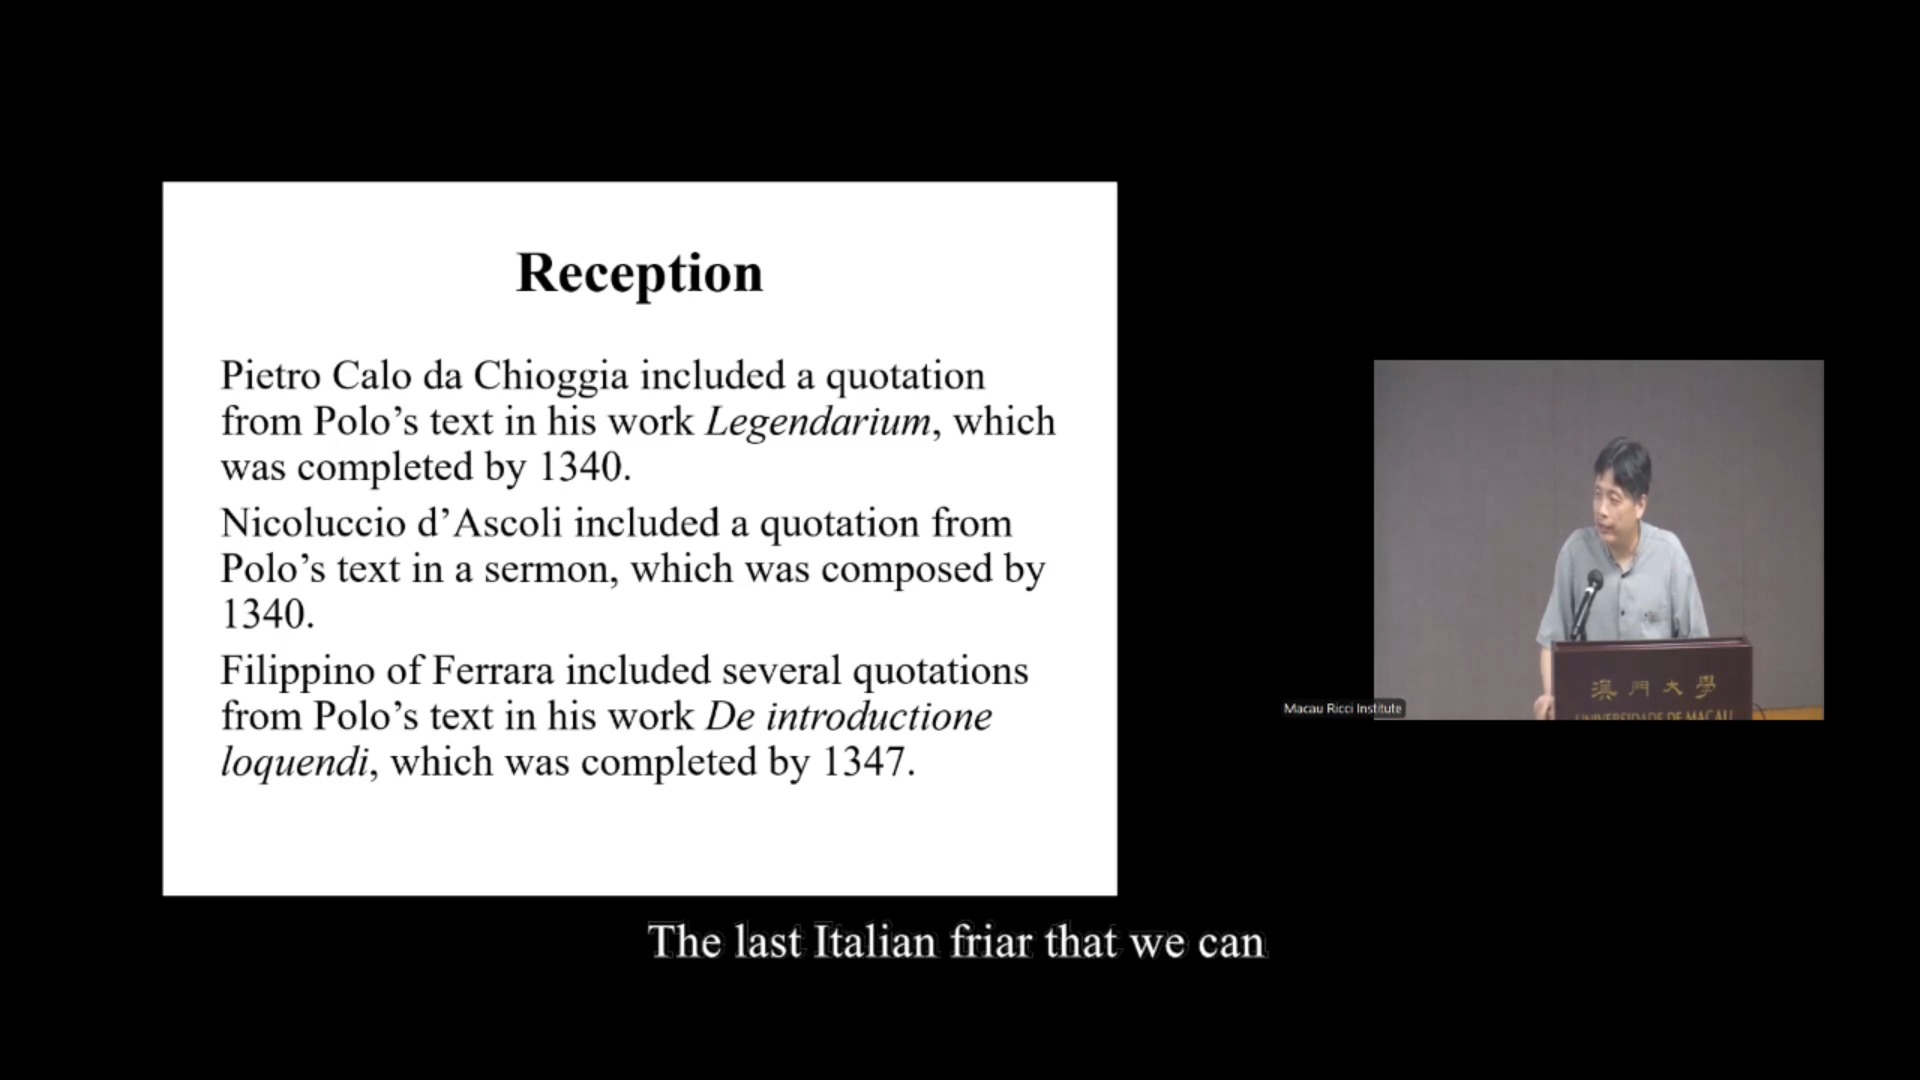 Reception
Pietro Calo da Chioggia included a quotation
from Polo’s text in his work Legendarium, which
was completed by 1340.
Nicoluccio d’Ascoli included a quotation from
Polo’s text in a sermon, which was composed by
1340.
Filippino of Ferrara included several quotations
from Polo’s text in his work De introductione
loquendi, which was completed by 1347.
澳門大學
UNIVERSIDADE DE MACAU
Macau Ricci Institute
The last Italian friar that we can